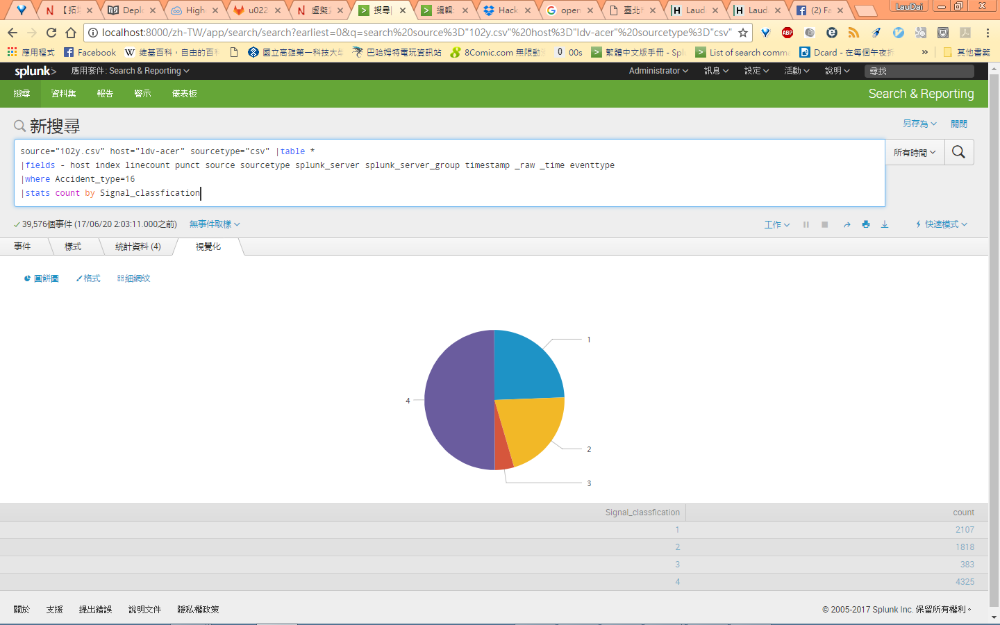 【拓
Deplo
High
u022
虛擬
搜尋|
編輯
Hack
open
臺北
Laud
Laud
(2) Fa
LauDai
localhost:8000/zh-TW/app/search/search?earliest=0&q=search%20source%3D"102y.csv"%20host%3D"ldv-acer"%20sourcetype%3D"csv"
應用程式 Facebook 維基百科，自由的百 國立高雄第一科技大 巴哈姆特電玩資訊站 8Comic.com 無限動 00s 繁體中文版手冊 - Spl List of search comma Dcard - 在每個午夜 » 其他書籤
splunk> 應用套件: Search & Reporting Administrator 訊息 設定 活動 說明 尋找
搜尋 資料集 報告 警示 儀表板 Search & Reporting
新搜尋 另存為 關閉
source="102y.csv" host="ldv-acer" sourcetype="csv" |table *
|fields - host index linecount punct source sourcetype splunk_server splunk_server_group timestamp _raw _time eventtype
|where Accident_type=16
|stats count by Signal_classfication
所有時間
39,576個事件 (17/06/20 2:03:11.000之前) 無事件取樣 工作 快速模式
事件 樣式 統計資料 (4) 視覺化
圓餅圖 格式 細網紋
1
4
2
3
Signal_classfication count
1 2107
2 1818
3 383
4 4325
關於 支援 提出錯誤 說明文件 隱私權政策 © 2005-2017 Splunk Inc. 保留所有權利。